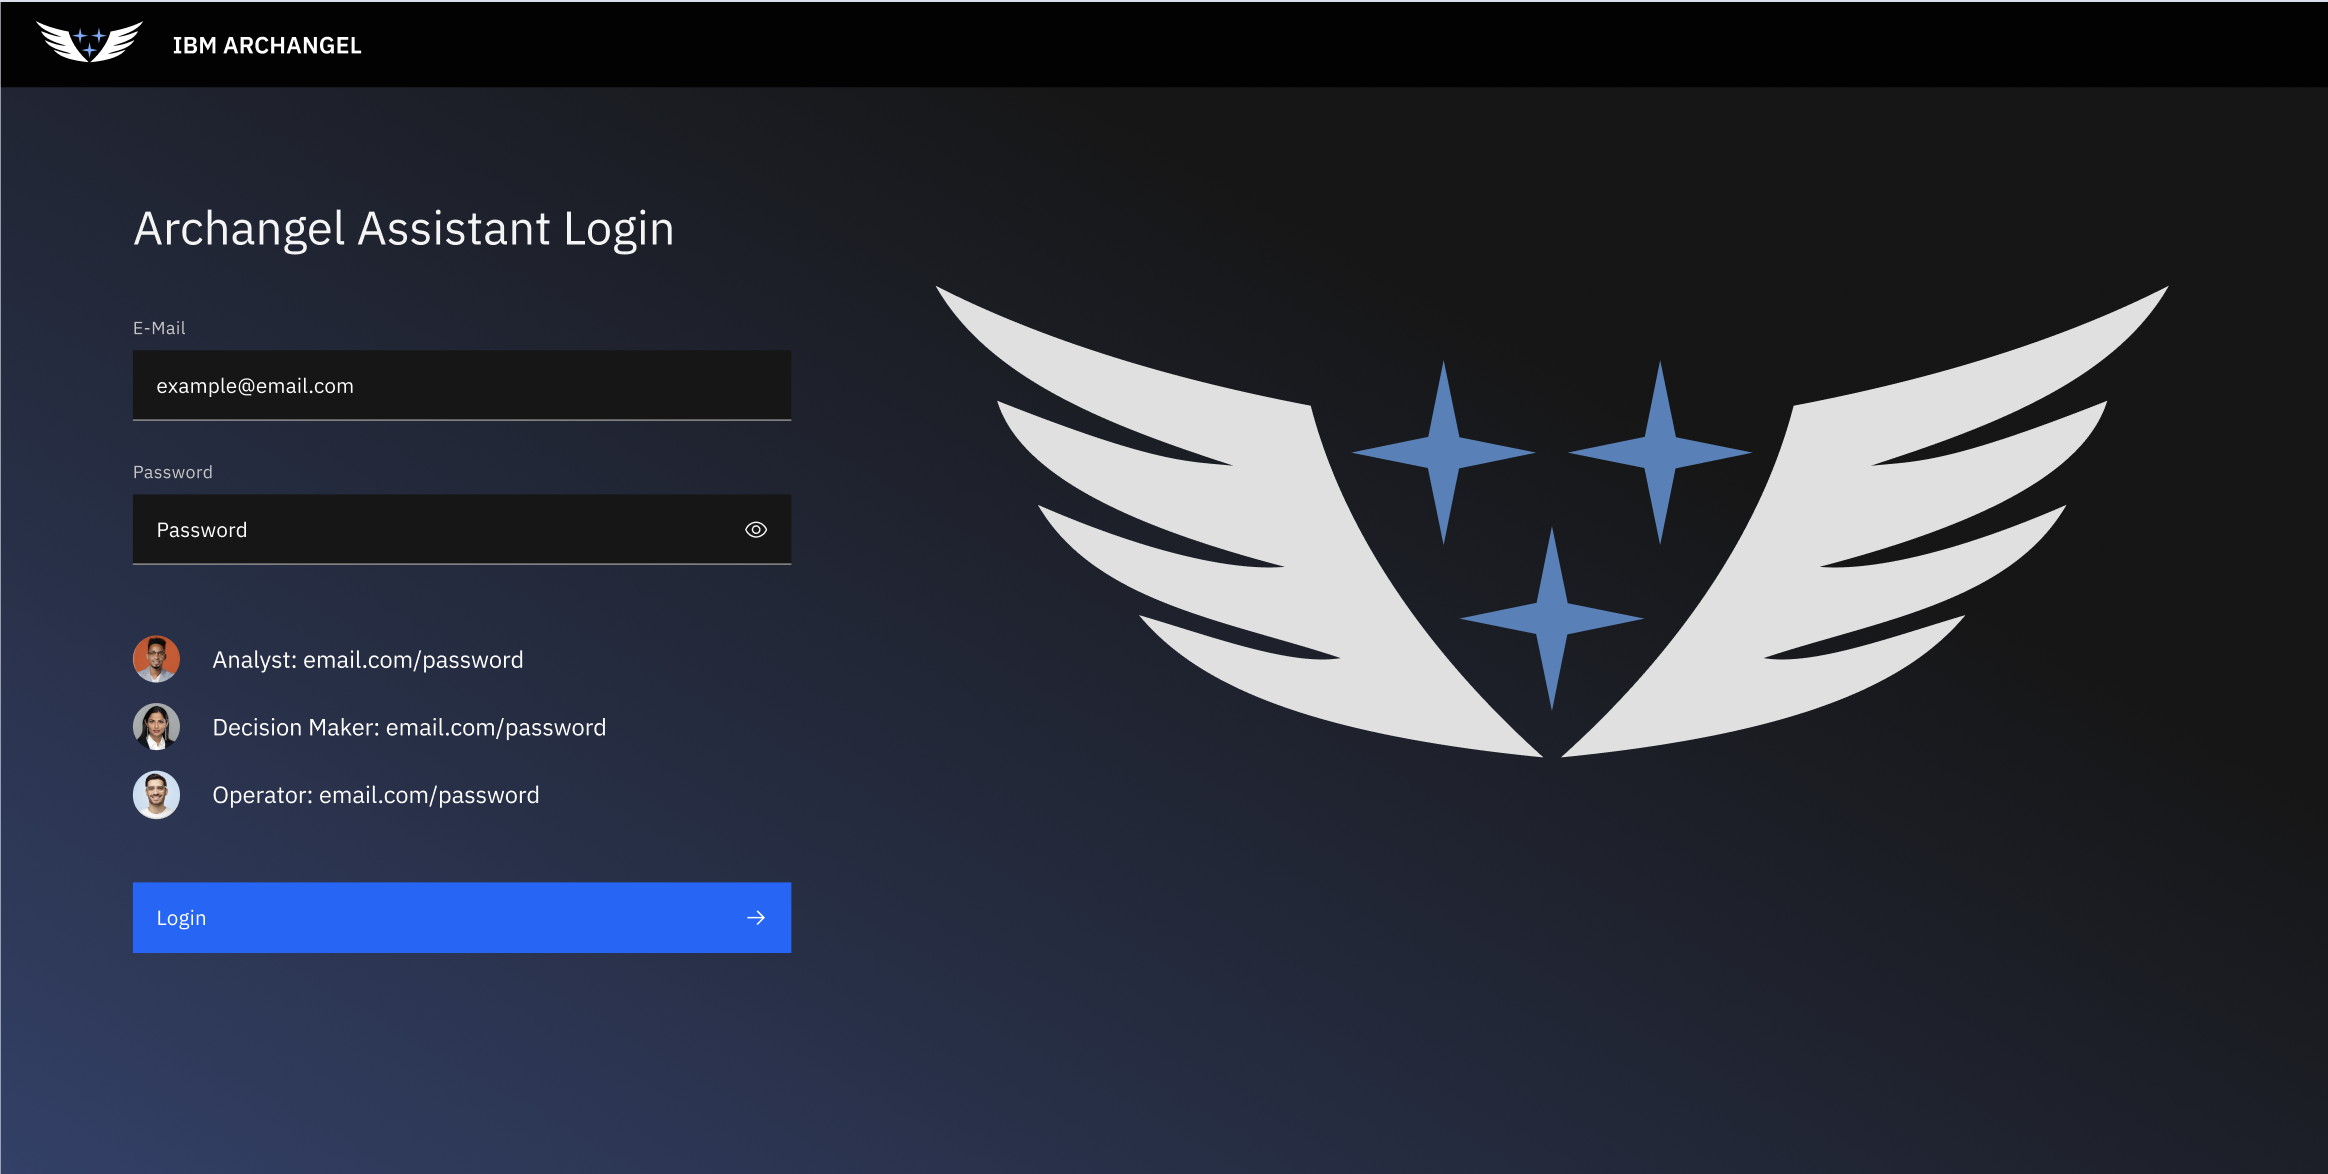 IBM ARCHANGEL
Archangel Assistant Login
E-Mail
example@email.com
Password
Password
Analyst: email.com/password
Decision Maker: email.com/password
Operator: email.com/password
Login